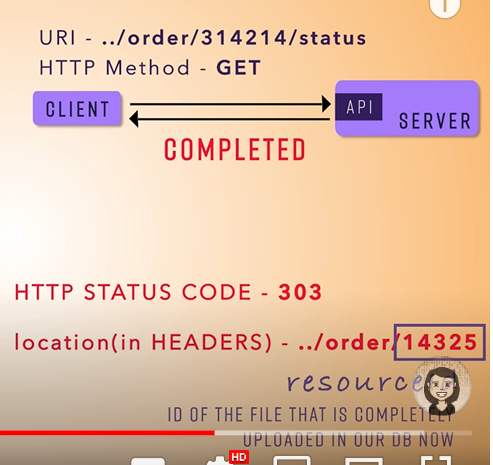 URI - ../order/314214/status
HTTP Method - GET
CLIENT
API
SERVER
COMPLETED
HTTP STATUS CODE - 303
location(in HEADERS) - ../order/14325
resource
ID OF THE FILE THAT IS COMPLETELY
UPLOADED IN OUR DB NOW
HD